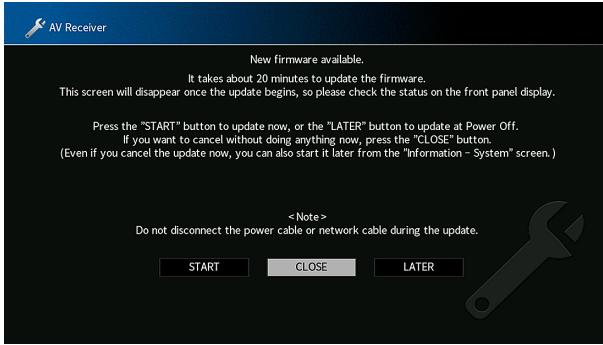 AV Receiver
New firmware available.
It takes about 20 minutes to update the firmware.
This screen will disappear once the update begins, so please check the status on the front panel display.
Press the ”START” button to update now, or the ”LATER” button to update at Power Off.
If you want to cancel without doing anything now, press the ”CLOSE” button.
(Even if you cancel the update now, you can also start it later from the ”Information - System” screen. )
< Note >
Do not disconnect the power cable or network cable during the update.
START CLOSE LATER